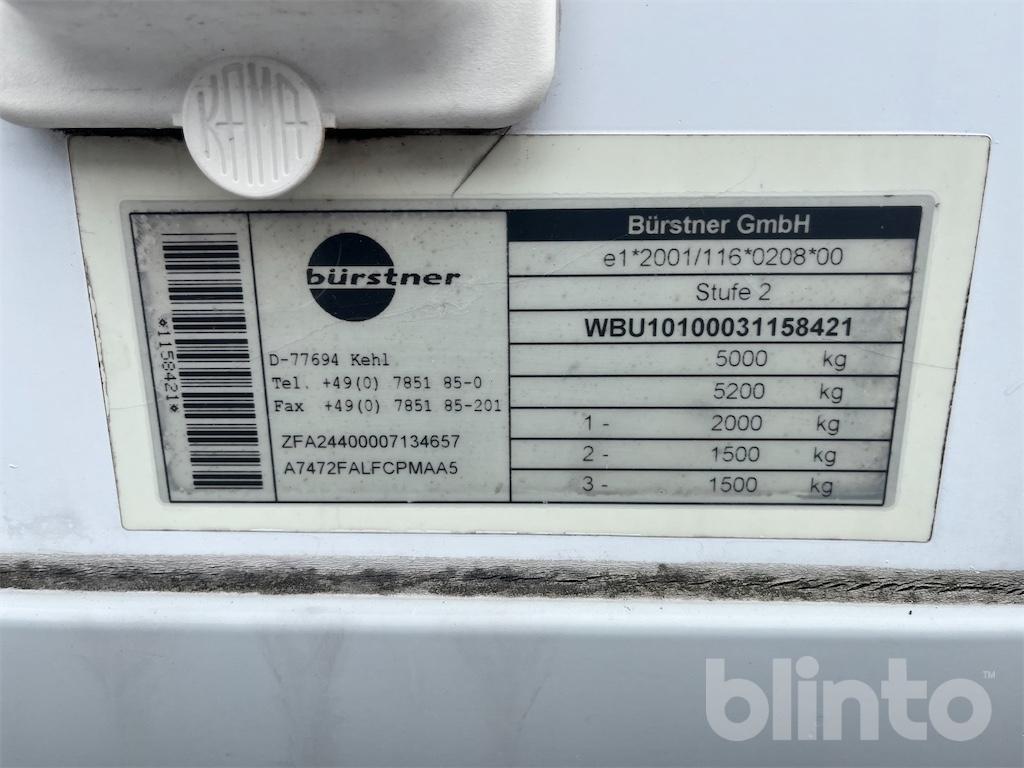 KAMA
*1158421*
bürstner
D-77694 Kehl
Tel. +49(0) 7851 85-0
Fax +49(0) 7851 85-201
ZFA24400007134657
A7472FALFCPMAA5
Bürstner GmbH
e1*2001/116*0208*00
Stufe 2
WBU10100031158421
5000 kg
5200 kg
1 - 2000 kg
2 - 1500 kg
3 - 1500 kg
blinto™